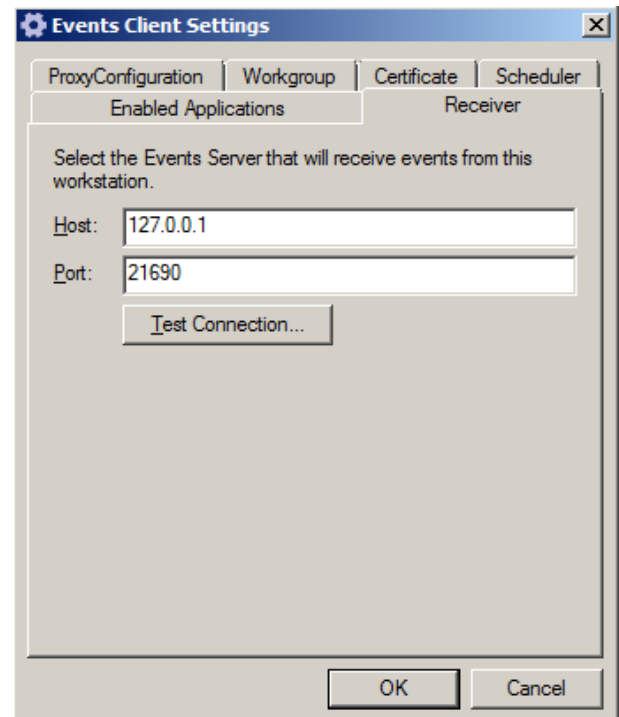 Events Client Settings
ProxyConfiguration Workgroup Certificate Scheduler
Enabled Applications Receiver
Select the Events Server that will receive events from this
workstation.
Host: 127.0.0.1
Port: 21690
Test Connection...
OK Cancel